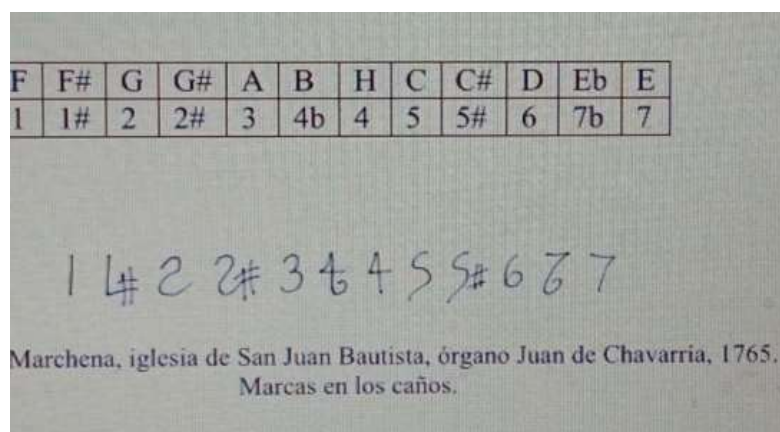 F F# G G# A B H C C# D Eb E
1 1# 2 2# 3 4b 4 5 5# 6 7b 7
1 1# 2 2# 3 4b 4 5 5# 6 7b 7
Marchena, iglesia de San Juan Bautista, órgano Juan de Chavarria, 1765.
Marcas en los caños.